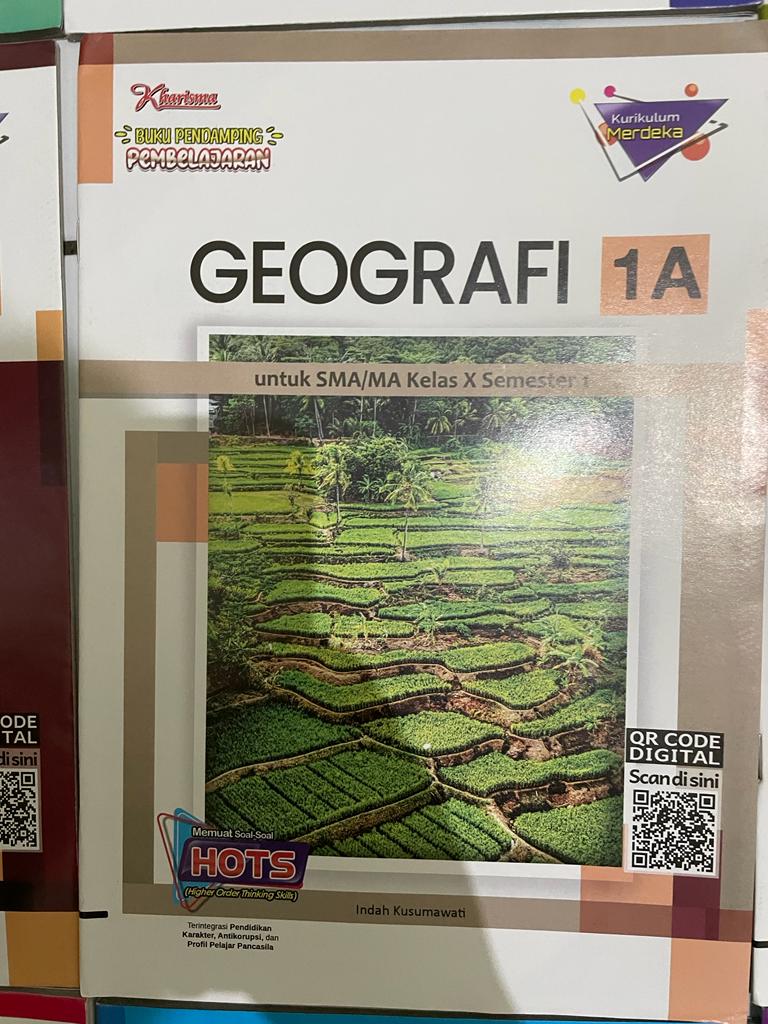 Kharisma
BUKU PENDAMPING
PEMBELAJARAN
Kurikulum
Merdeka
GEOGRAFI 1A
untuk SMA/MA Kelas X Semester 1
ODE
TAL
di sini
QR CODE
DIGITAL
Scan di sini
Memuat Soal-Soal
HOTS
(Higher Order Thinking Skills)
Indah Kusumawati
Terintegrasi Pendidikan
Karakter, Antikorupsi, dan
Profil Pelajar Pancasila